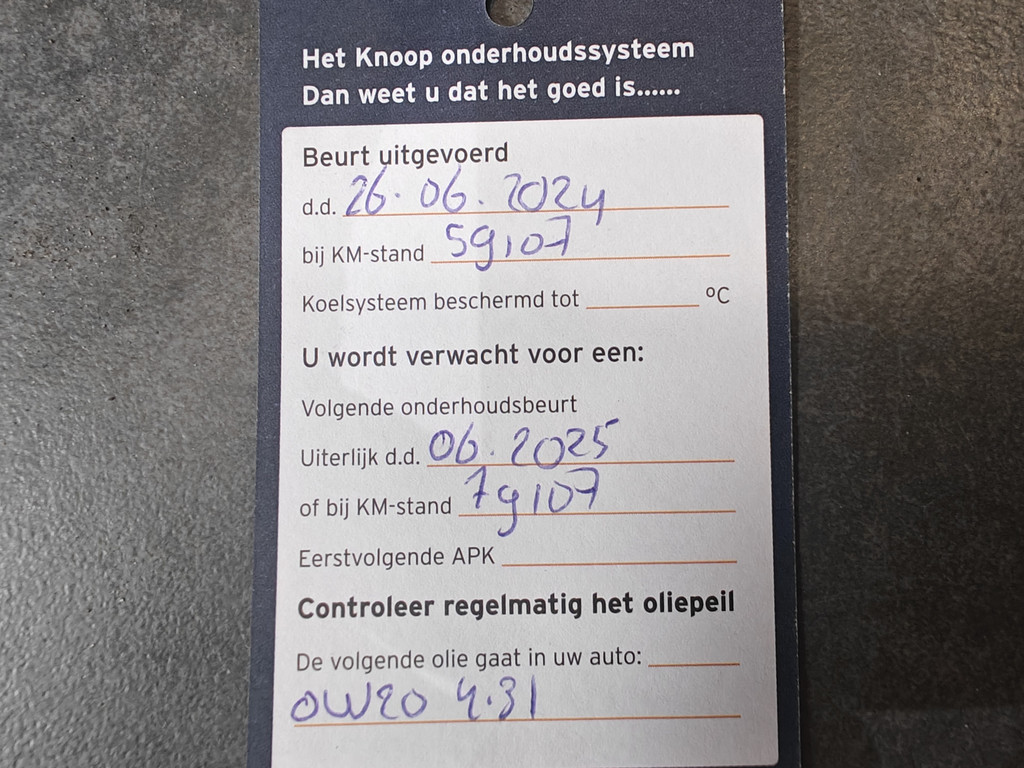 Het Knoop onderhoudssysteem
Dan weet u dat het goed is......
Beurt uitgevoerd
d.d. 26.06.2024
bij KM-stand 59107
Koelsysteem beschermd tot ________ °C
U wordt verwacht voor een:
Volgende onderhoudsbeurt
Uiterlijk d.d. 06.2025
of bij KM-stand 79107
Eerstvolgende APK
Controleer regelmatig het oliepeil
De volgende olie gaat in uw auto:
0W20 4.3l